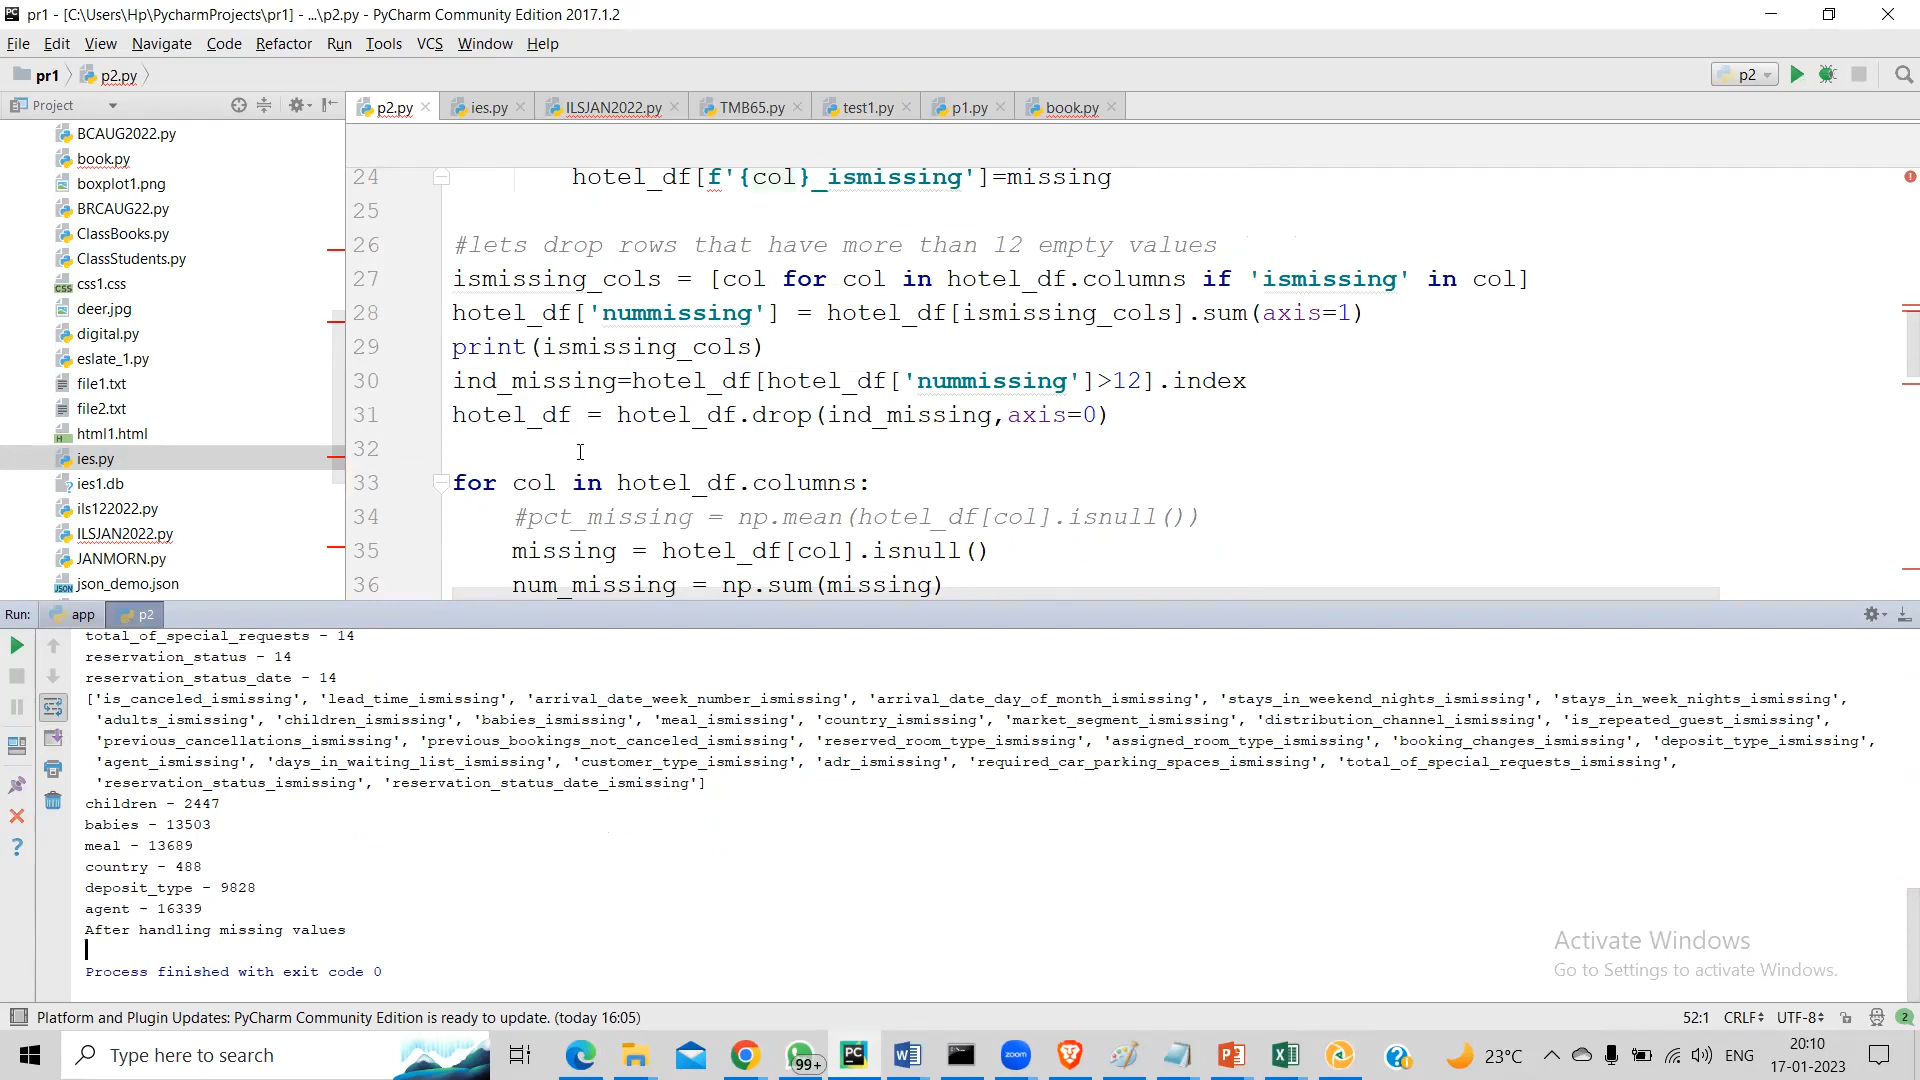 pr1 - [C:\Users\Hp\PycharmProjects\pr1] - ...\p2.py - PyCharm Community Edition 2017.1.2
File Edit View Navigate Code Refactor Run Tools VCS Window Help
pr1 p2.py p2
Project p2.py ies.py ILSJAN2022.py TMB65.py test1.py p1.py book.py
BCAUG2022.py
book.py
boxplot1.png
BRCAUG22.py
ClassBooks.py
ClassStudents.py
css1.css
deer.jpg
digital.py
eslate_1.py
file1.txt
file2.txt
html1.html
ies.py
ies1.db
ils122022.py
ILSJAN2022.py
JANMORN.py
json_demo.json
24 hotel_df[f'{col}_ismissing']=missing
25
26 #lets drop rows that have more than 12 empty values
27 ismissing_cols = [col for col in hotel_df.columns if 'ismissing' in col]
28 hotel_df['nummissing'] = hotel_df[ismissing_cols].sum(axis=1)
29 print(ismissing_cols)
30 ind_missing=hotel_df[hotel_df['nummissing']>12].index
31 hotel_df = hotel_df.drop(ind_missing,axis=0)
32
33 for col in hotel_df.columns:
34 #pct_missing = np.mean(hotel_df[col].isnull())
35 missing = hotel_df[col].isnull()
36 num_missing = np.sum(missing)
Run: app p2
total_of_special_requests - 14
reservation_status - 14
reservation_status_date - 14
['is_canceled_ismissing', 'lead_time_ismissing', 'arrival_date_week_number_ismissing', 'arrival_date_day_of_month_ismissing', 'stays_in_weekend_nights_ismissing', 'stays_in_week_nights_ismissing',
'adults_ismissing', 'children_ismissing', 'babies_ismissing', 'meal_ismissing', 'country_ismissing', 'market_segment_ismissing', 'distribution_channel_ismissing', 'is_repeated_guest_ismissing',
'previous_cancellations_ismissing', 'previous_bookings_not_canceled_ismissing', 'reserved_room_type_ismissing', 'assigned_room_type_ismissing', 'booking_changes_ismissing', 'deposit_type_ismissing',
'agent_ismissing', 'days_in_waiting_list_ismissing', 'customer_type_ismissing', 'adr_ismissing', 'required_car_parking_spaces_ismissing', 'total_of_special_requests_ismissing',
'reservation_status_ismissing', 'reservation_status_date_ismissing']
children - 2447
babies - 13503
meal - 13689
country - 488
deposit_type - 9828
agent - 16339
After handling missing values
Process finished with exit code 0
Activate Windows
Go to Settings to activate Windows.
Platform and Plugin Updates: PyCharm Community Edition is ready to update. (today 16:05) 52:1 CRLF UTF-8 2
Type here to search 99+ zoom 23°C ENG 20:10
17-01-2023